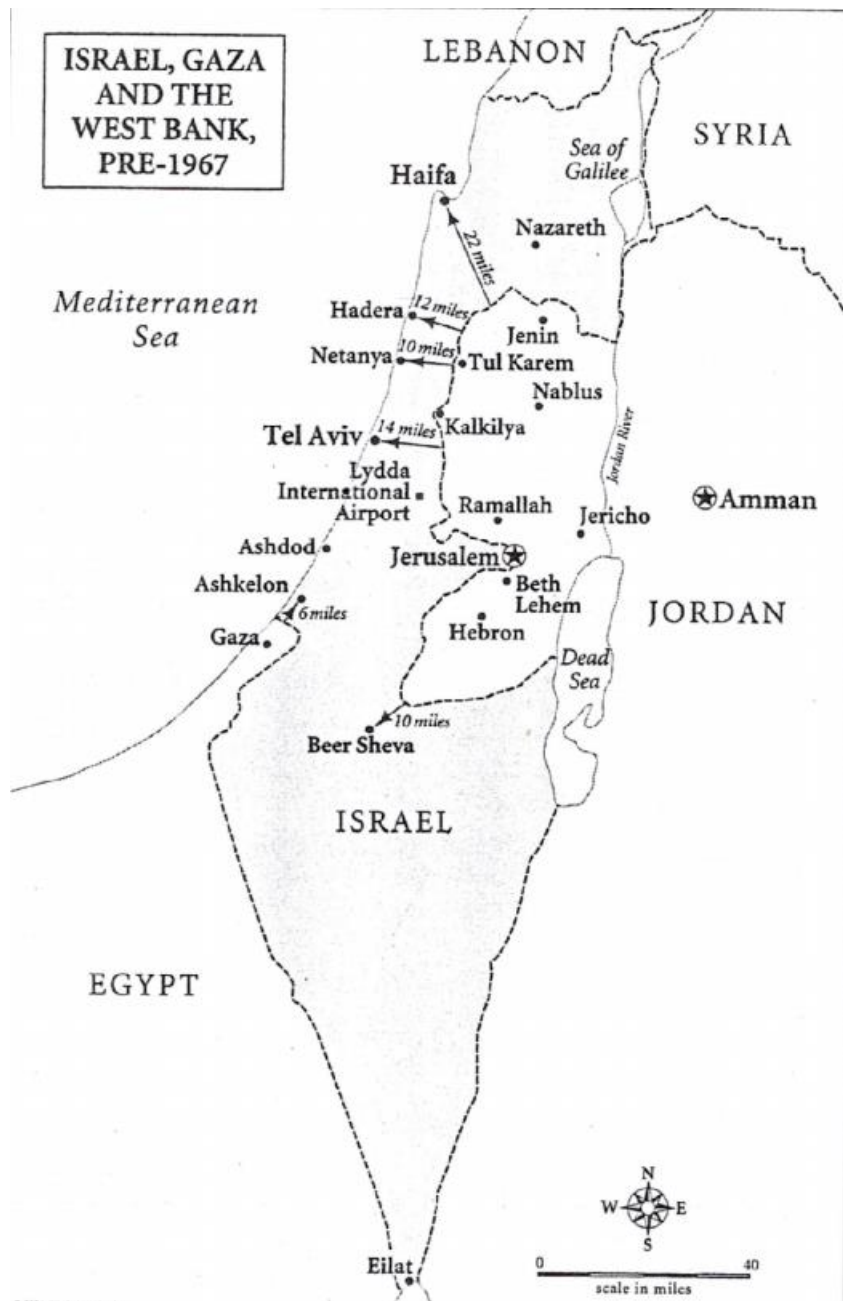 ISRAEL, GAZA
AND THE
WEST BANK,
PRE-1967
LEBANON
SYRIA
Sea of
Galilee
Haifa
22 miles
Nazareth
Mediterranean
Sea
Hadera
12 miles
Jenin
Netanya
10 miles
Tul Karem
Nablus
Tel Aviv
14 miles
Kalkilya
Jordan River
Lydda
International
Airport
Ramallah
Jericho
Amman
Ashdod
Jerusalem
Ashkelon
Beth
Lehem
6 miles
JORDAN
Gaza
Hebron
Dead
Sea
10 miles
Beer Sheva
ISRAEL
EGYPT
N
W
E
S
Eilat
0
40
scale in miles